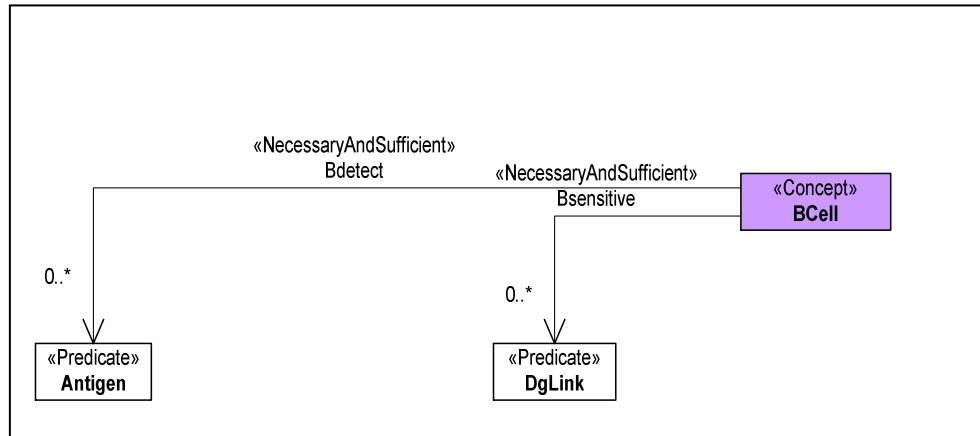 «NecessaryAndSufficient»
Bdetect
«NecessaryAndSufficient»
Bsensitive
«Concept»
BCell
0..*
0..*
«Predicate»
Antigen
«Predicate»
DgLink